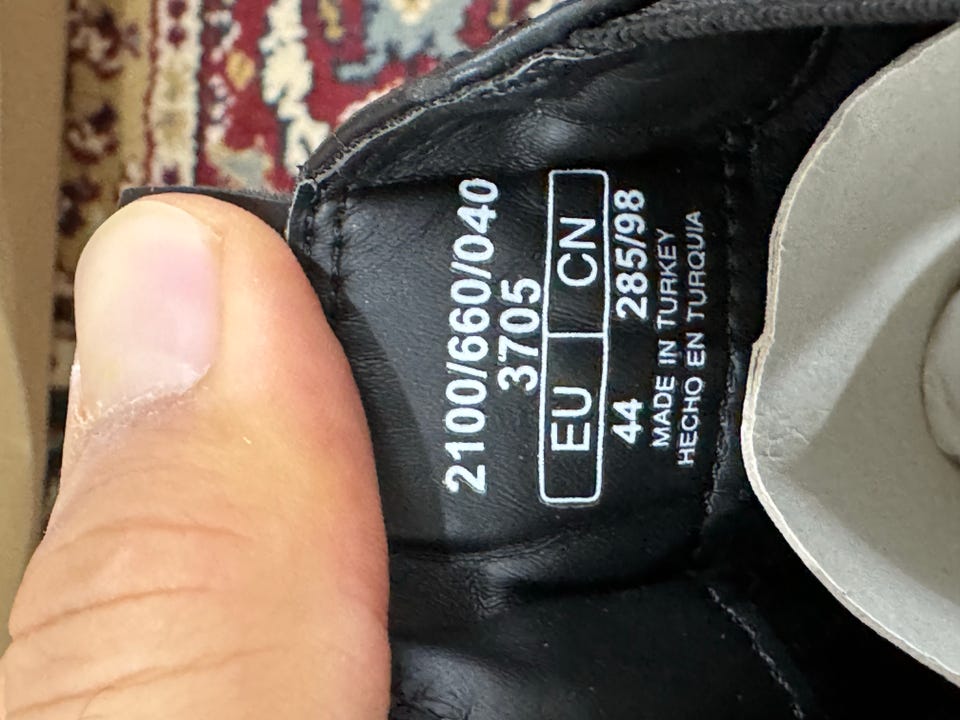 2100/660/040
3705
EU CN
44 285/98
MADE IN TURKEY
HECHO EN TURQUIA